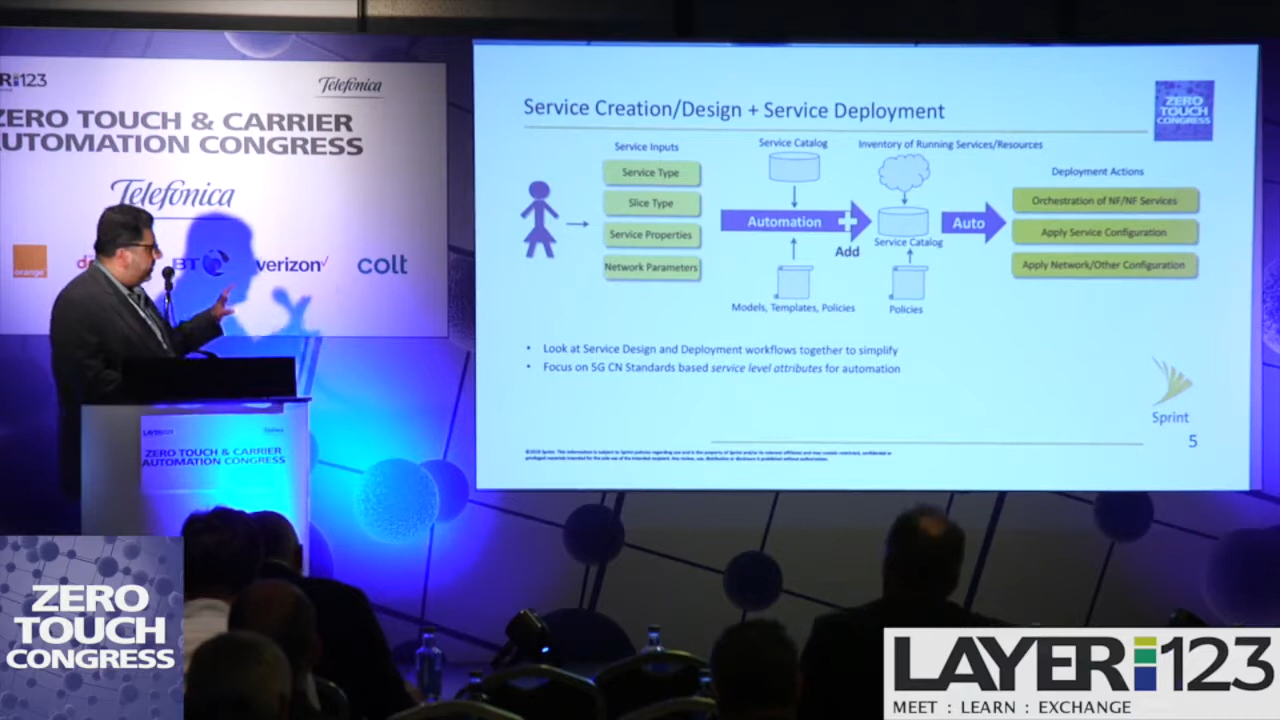 ER 123
Telefónica
ZERO TOUCH & CARRIER
AUTOMATION CONGRESS
Telefónica
orange
BT
verizon✓
colt
LAYER123
ZERO TOUCH & CARRIER
AUTOMATION CONGRESS
Service Creation/Design + Service Deployment
ZERO
TOUCH
CONGRESS
Service Inputs
Service Type
Slice Type
Service Properties
Network Parameters
Service Catalog
Automation
Add
Models, Templates, Policies
Inventory of Running Services/Resources
Service Catalog
Policies
Auto
Deployment Actions
Orchestration of NF/NF Services
Apply Service Configuration
Apply Network/Other Configuration
• Look at Service Design and Deployment workflows together to simplify
• Focus on 5G CN Standards based service level attributes for automation
Sprint
5
ZERO
TOUCH
CONGRESS
LAYER123
MEET : LEARN : EXCHANGE